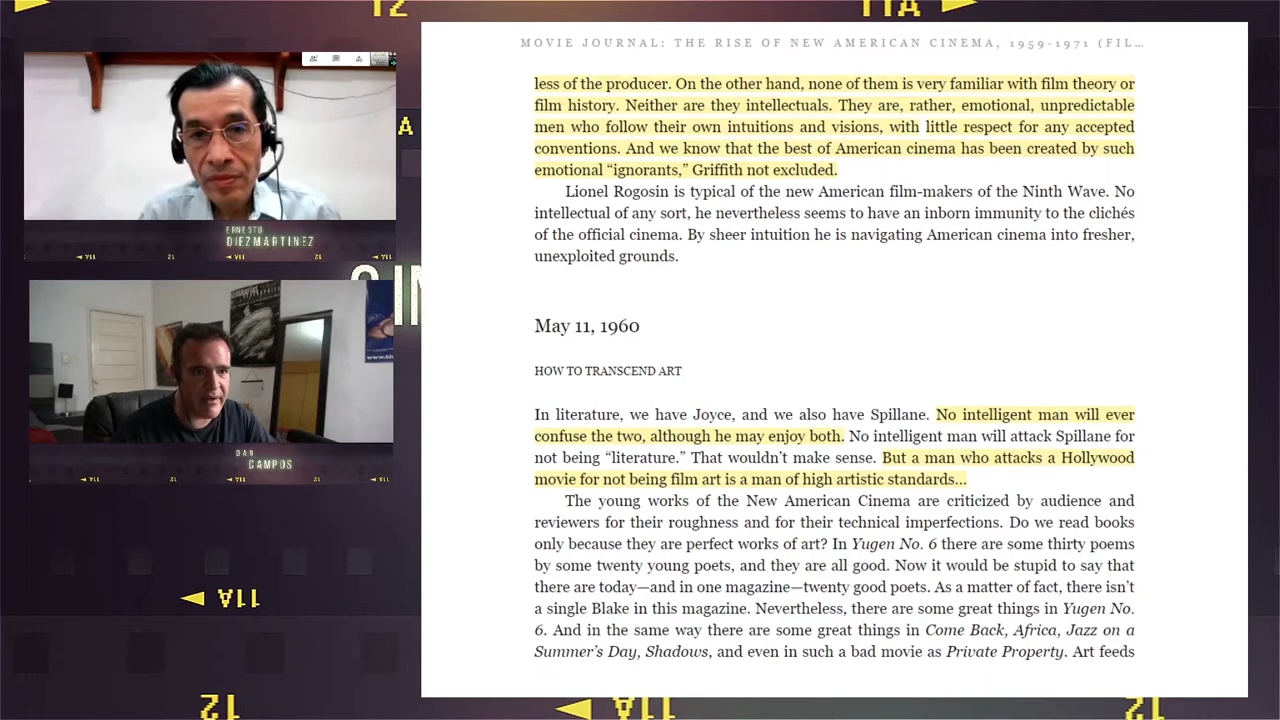 12
11A
ERNESTO
DIEZMARTINEZ
A
DAN
CAMPOS
MOVIE JOURNAL: THE RISE OF NEW AMERICAN CINEMA, 1959-1971 (FIL…
less of the producer. On the other hand, none of them is very familiar with film theory or
film history. Neither are they intellectuals. They are, rather, emotional, unpredictable
men who follow their own intuitions and visions, with little respect for any accepted
conventions. And we know that the best of American cinema has been created by such
emotional “ignorants,” Griffith not excluded.
Lionel Rogosin is typical of the new American film-makers of the Ninth Wave. No
intellectual of any sort, he nevertheless seems to have an inborn immunity to the clichés
of the official cinema. By sheer intuition he is navigating American cinema into fresher,
unexploited grounds.
May 11, 1960
HOW TO TRANSCEND ART
In literature, we have Joyce, and we also have Spillane. No intelligent man will ever
confuse the two, although he may enjoy both. No intelligent man will attack Spillane for
not being “literature.” That wouldn’t make sense. But a man who attacks a Hollywood
movie for not being film art is a man of high artistic standards…
The young works of the New American Cinema are criticized by audience and
reviewers for their roughness and for their technical imperfections. Do we read books
only because they are perfect works of art? In Yugen No. 6 there are some thirty poems
by some twenty young poets, and they are all good. Now it would be stupid to say that
there are today—and in one magazine—twenty good poets. As a matter of fact, there isn’t
a single Blake in this magazine. Nevertheless, there are some great things in Yugen No.
6. And in the same way there are some great things in Come Back, Africa, Jazz on a
Summer’s Day, Shadows, and even in such a bad movie as Private Property. Art feeds
11A
12
11A
12